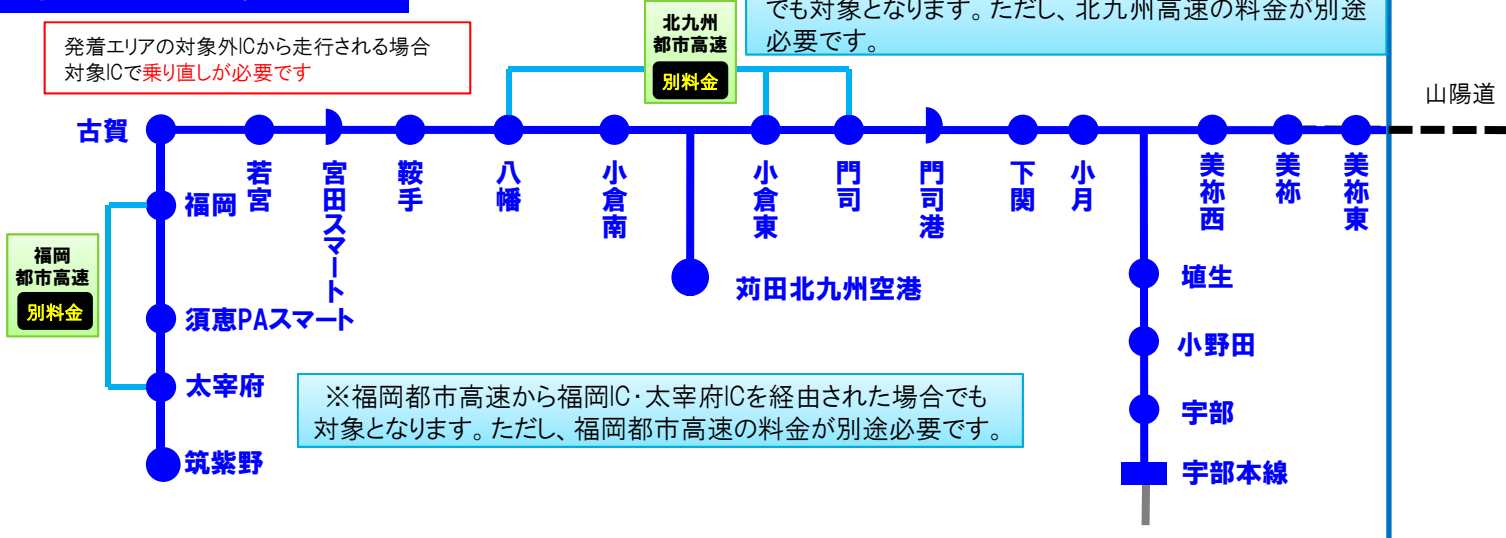 でも対象となります。ただし、北九州高速の料金が別途
必要です。
北九州
都市高速
別料金
発着エリアの対象外ICから走行される場合
対象ICで乗り直しが必要です
山陽道
古賀
若宮
宮田スマート
鞍手
八幡
小倉南
小倉東
門司
門司港
下関
小月
美祢西
美祢
美祢東
福岡
福岡
都市高速
別料金
須恵PAスマート
太宰府
筑紫野
苅田北九州空港
埴生
小野田
宇部
宇部本線
※福岡都市高速から福岡IC・太宰府ICを経由された場合でも
対象となります。ただし、福岡都市高速の料金が別途必要です。